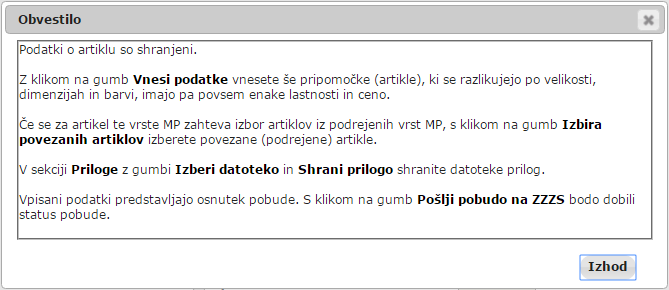 Obvestilo
Podatki o artiklu so shranjeni.
Z klikom na gumb Vnesi podatke vnesete še pripomočke (artikle), ki se razlikujejo po velikosti,
dimenzijah in barvi, imajo pa povsem enake lastnosti in ceno.
Če se za artikel te vrste MP zahteva izbor artiklov iz podrejenih vrst MP, s klikom na gumb Izbira
povezanih artiklov izberete povezane (podrejene) artikle.
V sekciji Priloge z gumbi Izberi datoteko in Shrani prilogo shranite datoteke prilog.
Vpisani podatki predstavljajo osnutek pobude. S klikom na gumb Pošlji pobudo na ZZZS bodo dobili
status pobude.
Izhod